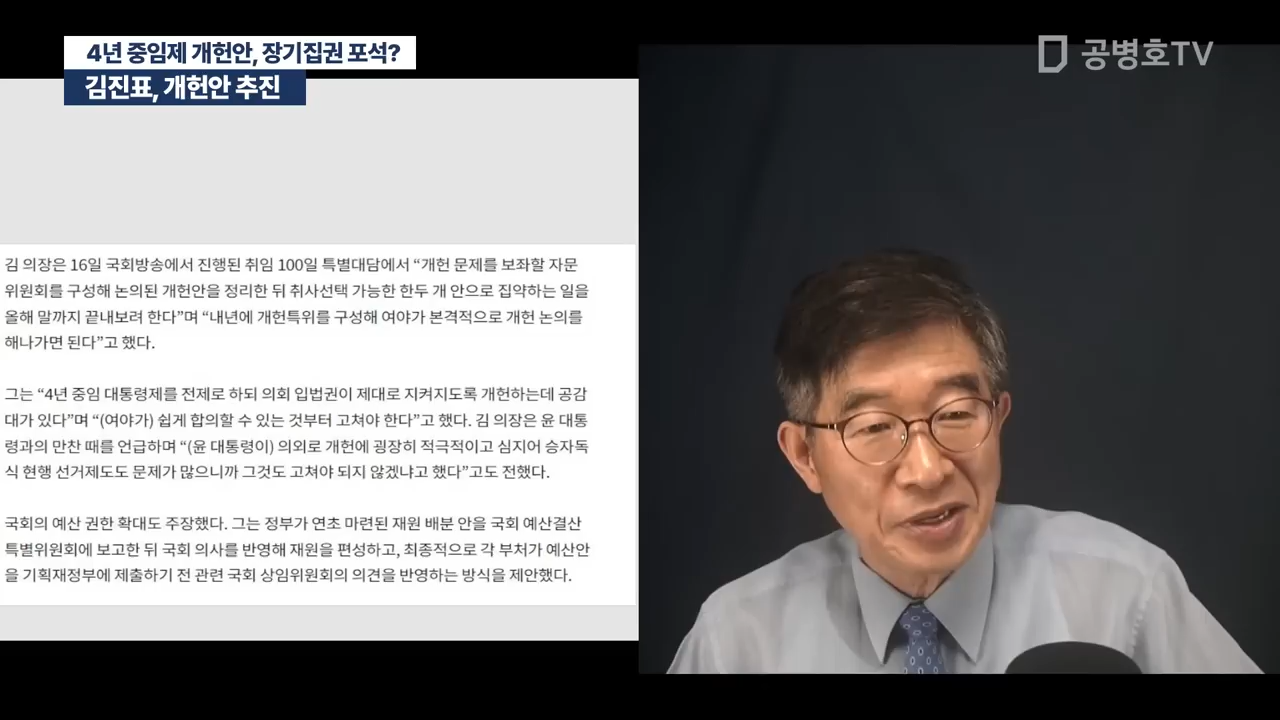 4년 중임제 개헌안, 장기집권 포석?
김진표, 개헌안 추진
공병호TV
김 의장은 16일 국회방송에서 진행된 취임 100일 특별대담에서 “개헌 문제를 보좌할 자문
위원회를 구성해 논의된 개헌안을 정리한 뒤 취사선택 가능한 한두 개 안으로 집약하는 일을
올해 말까지 끝내보려 한다”며 “내년에 개헌특위를 구성해 여야가 본격적으로 개헌 논의를
해나가면 된다”고 했다.
그는 “4년 중임 대통령제를 전제로 하되 의회 입법권이 제대로 지켜지도록 개헌하는데 공감
대가 있다”며 “(여야가) 쉽게 합의할 수 있는 것부터 고쳐야 한다”고 했다. 김 의장은 윤 대통
령과의 만찬 때를 언급하며 “(윤 대통령이) 의외로 개헌에 굉장히 적극적이고 심지어 승자독
식 현행 선거제도도 문제가 많으니까 그것도 고쳐야 되지 않겠냐고 했다”고도 전했다.
국회의 예산 권한 확대도 주장했다. 그는 정부가 연초 마련된 재원 배분 안을 국회 예산결산
특별위원회에 보고한 뒤 국회 의사를 반영해 재원을 편성하고, 최종적으로 각 부처가 예산안
을 기획재정부에 제출하기 전 관련 국회 상임위원회의 의견을 반영하는 방식을 제안했다.